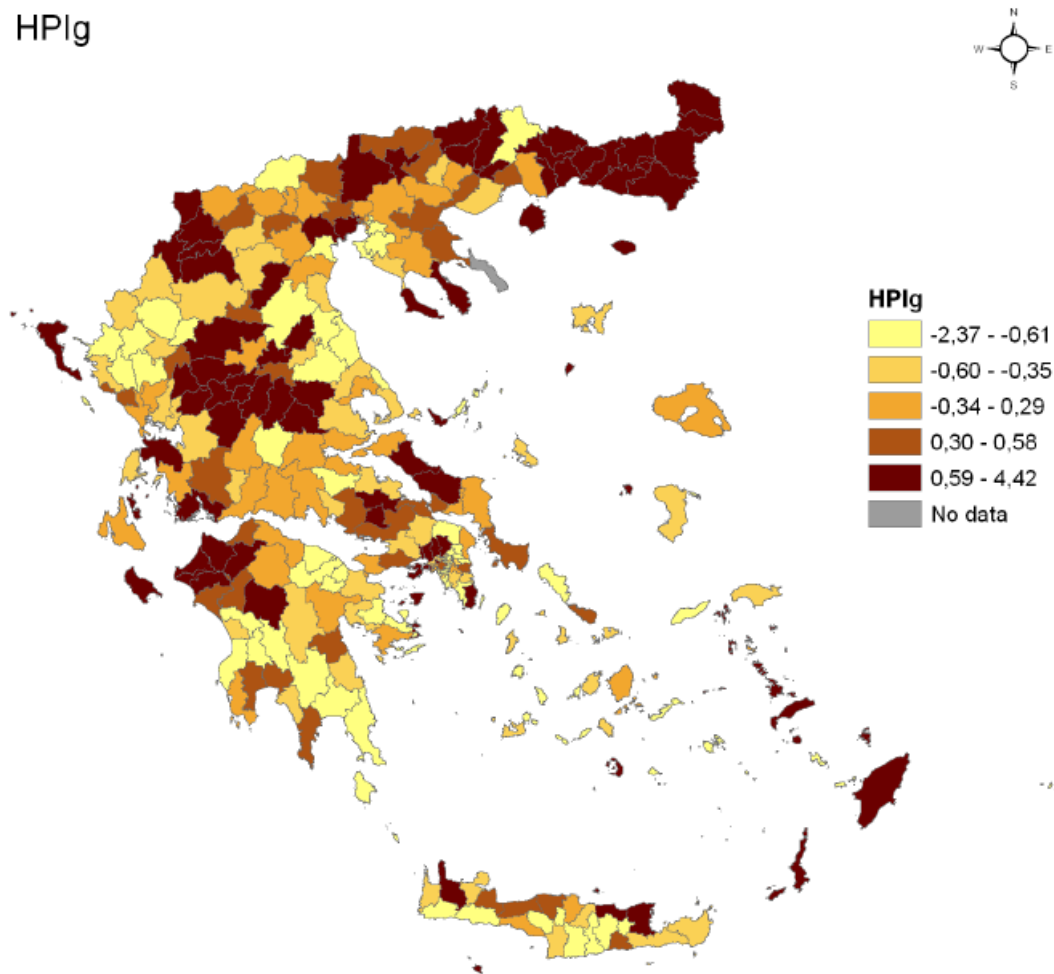 HPIg
N
W E
S
HPIg
-2,37 - -0,61
-0,60 - -0,35
-0,34 - 0,29
0,30 - 0,58
0,59 - 4,42
No data